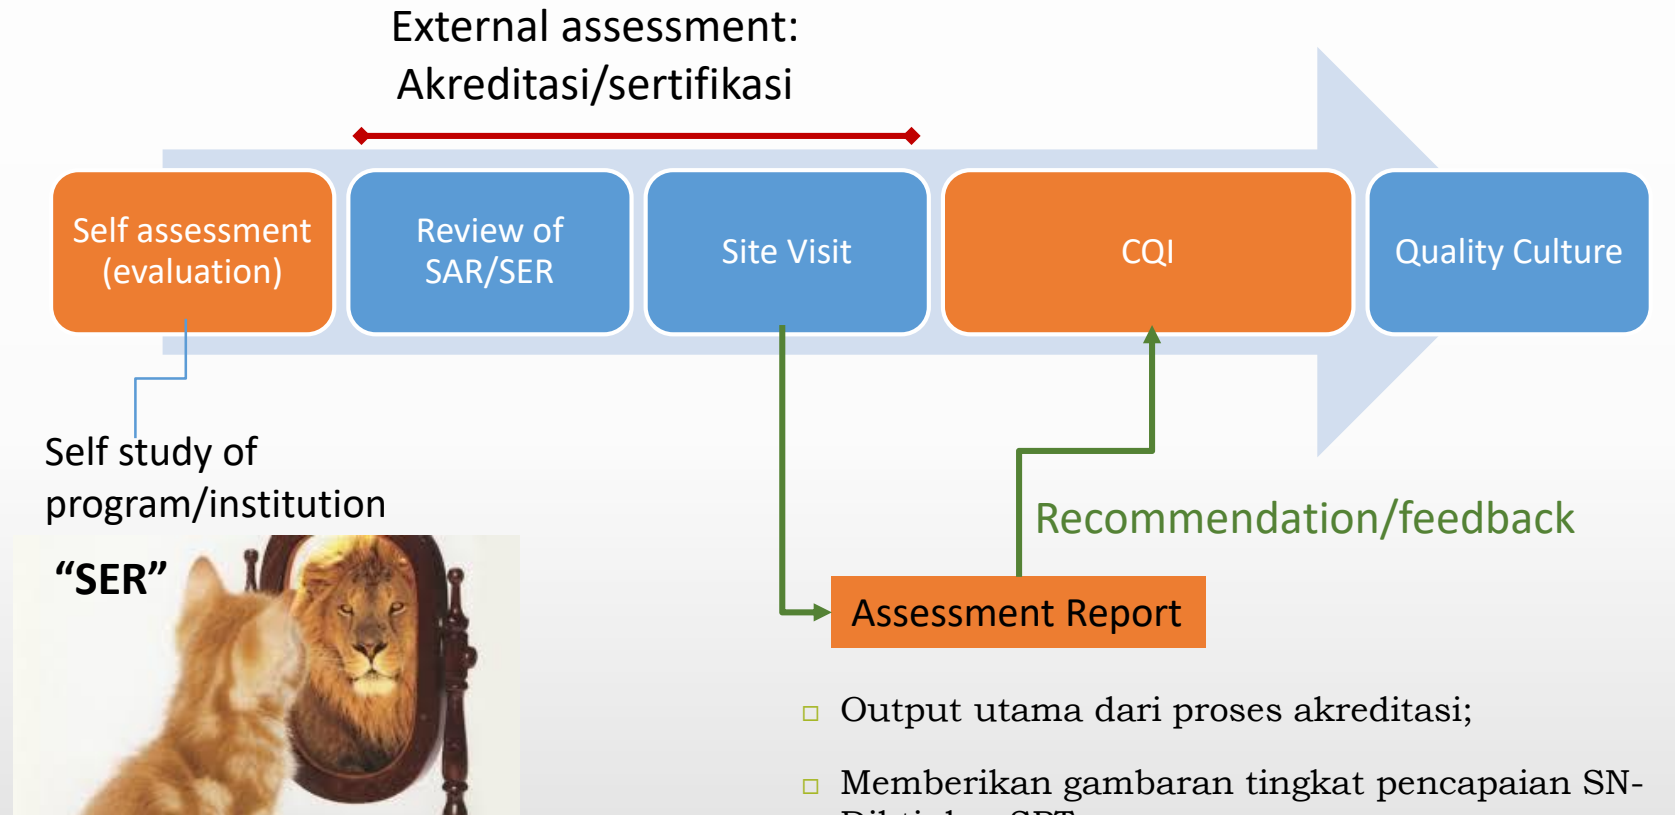 External assessment:
Akreditasi/sertifikasi
Self assessment
(evaluation)
Review of
SAR/SER
Site Visit
CQI
Quality Culture
Self study of
program/institution
“SER”
Recommendation/feedback
Assessment Report
Output utama dari proses akreditasi;
Memberikan gambaran tingkat pencapaian SN-